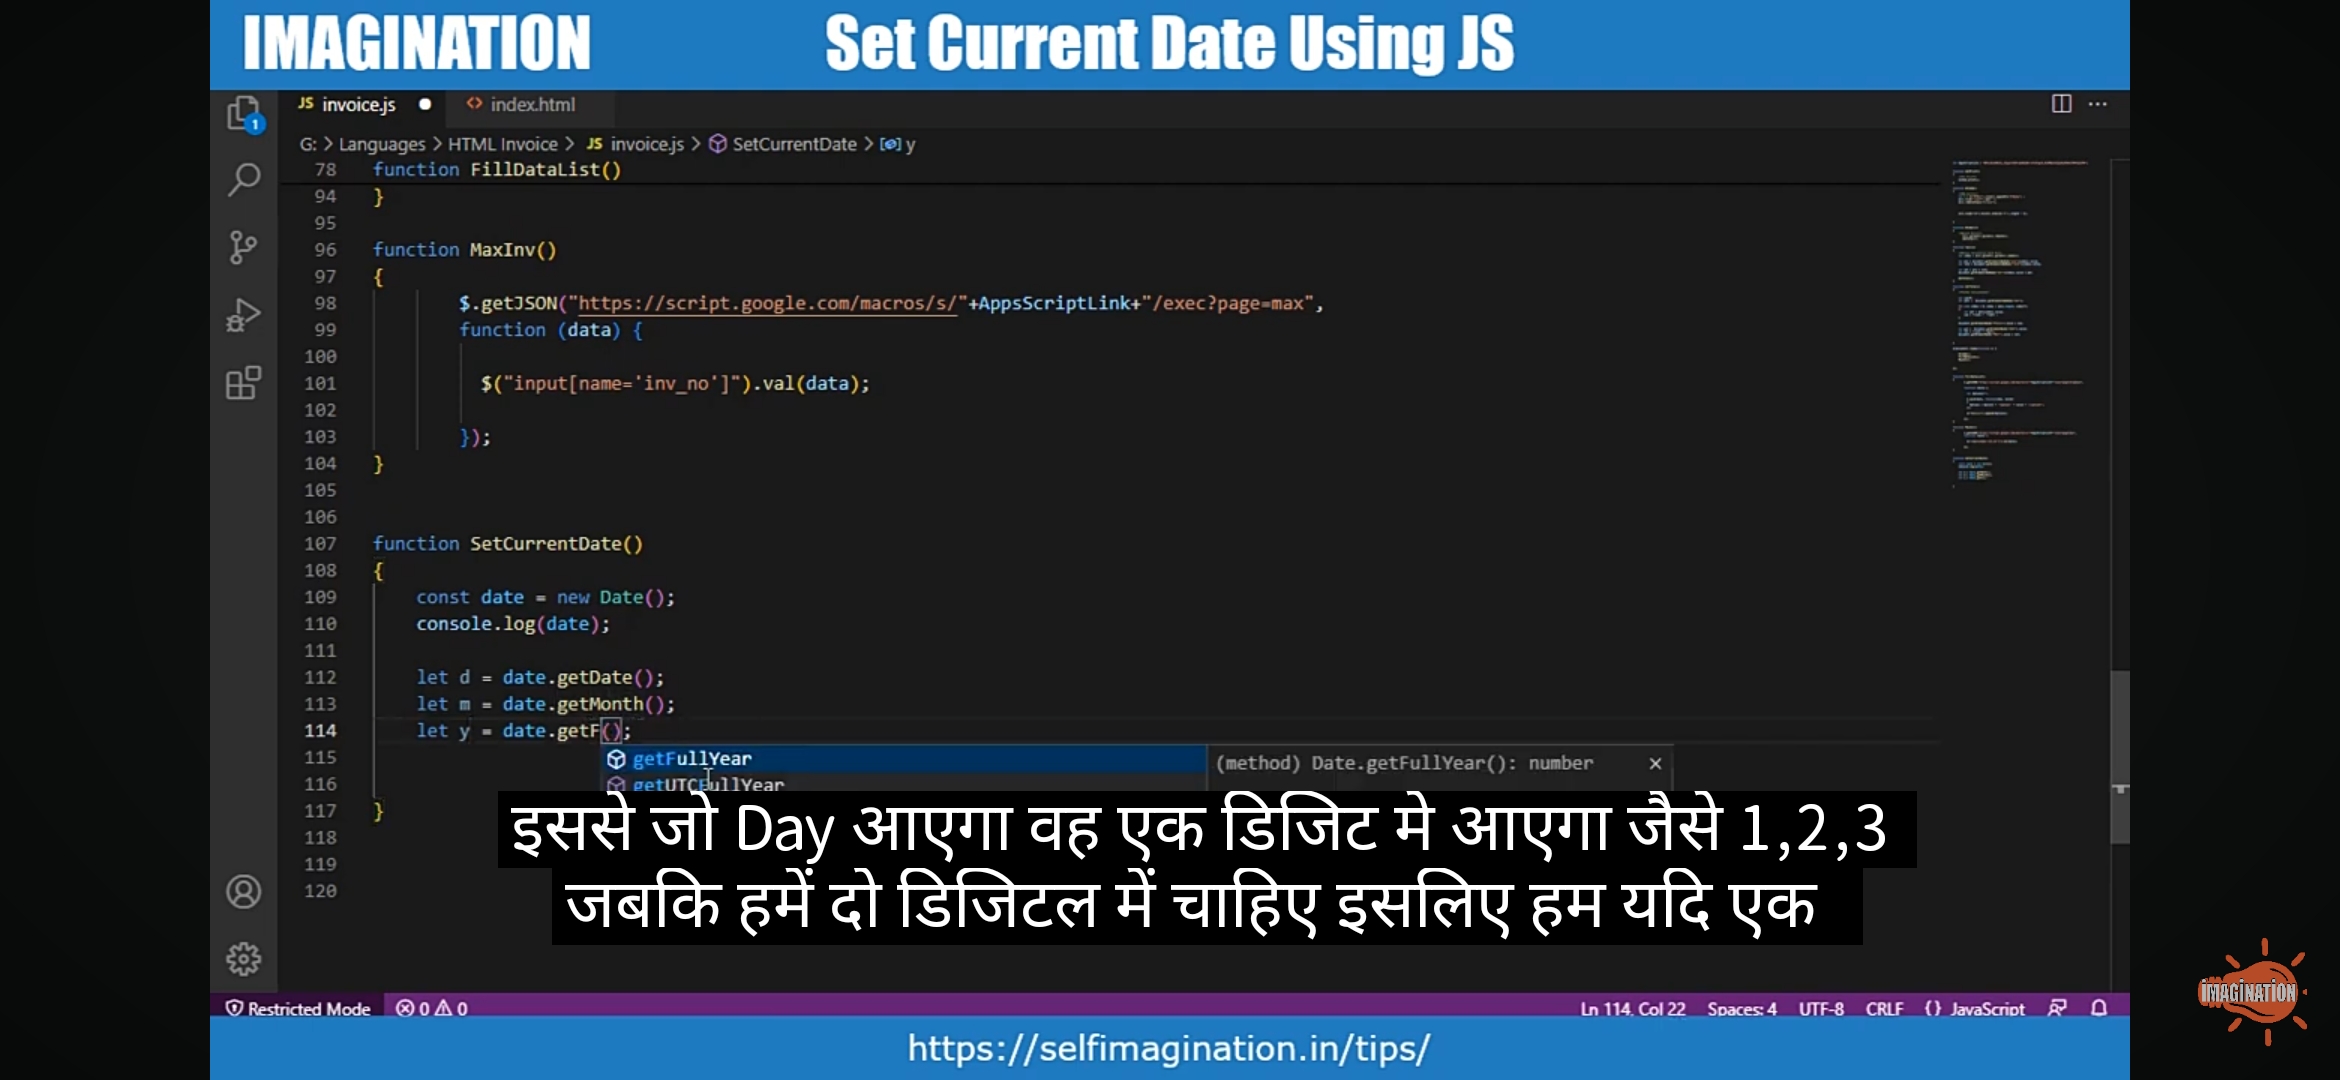 IMAGINATION Set Current Date Using JS
JS invoice.js ● <> index.html
1
G: > Languages > HTML Invoice > JS invoice.js > SetCurrentDate > y
78 function FillDataList()
94 }
95
96 function MaxInv()
97 {
98 $.getJSON("https://script.google.com/macros/s/"+AppsScriptLink+"/exec?page=max",
99 function (data) {
100
101 $("input[name='inv_no']").val(data);
102
103 });
104 }
105
106
107 function SetCurrentDate()
108 {
109 const date = new Date();
110 console.log(date);
111
112 let d = date.getDate();
113 let m = date.getMonth();
114 let y = date.getF();
115 getFullYear (method) Date.getFullYear(): number ×
116 getUTCFullYear
117 }
118
119
120
इससे जो Day आएगा वह एक डिजिट मे आएगा जैसे 1,2,3
जबकि हमें दो डिजिटल में चाहिए इसलिए हम यदि एक
IMAGINATION
Restricted Mode 0 0 Ln 114, Col 22 Spaces: 4 UTF-8 CRLF {} JavaScript
https://selfimagination.in/tips/